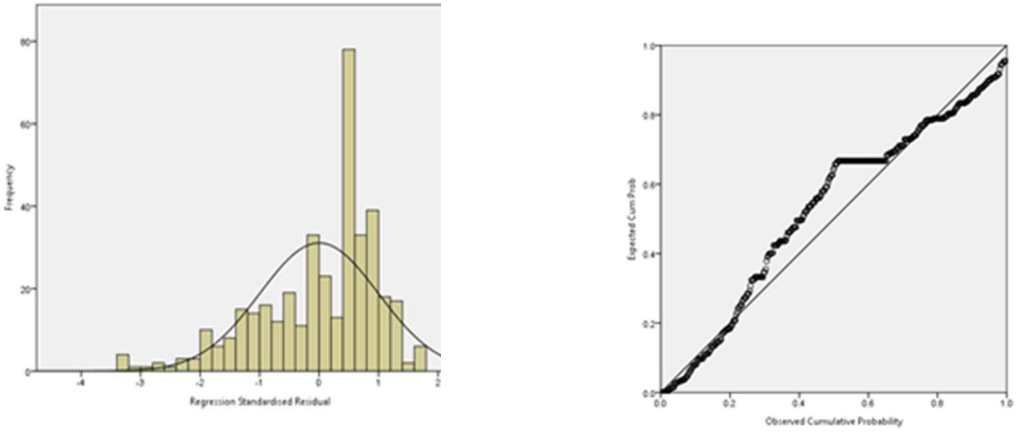 Frequency
80
60
40
20
0
-4 -3 -2 -1 0 1 2
Regression Standardised Residual
Expected Cum Prob
1.0
0.8
0.6
0.4
0.2
0.0
0.0 0.2 0.4 0.6 0.8 1.0
Observed Cumulative Probability